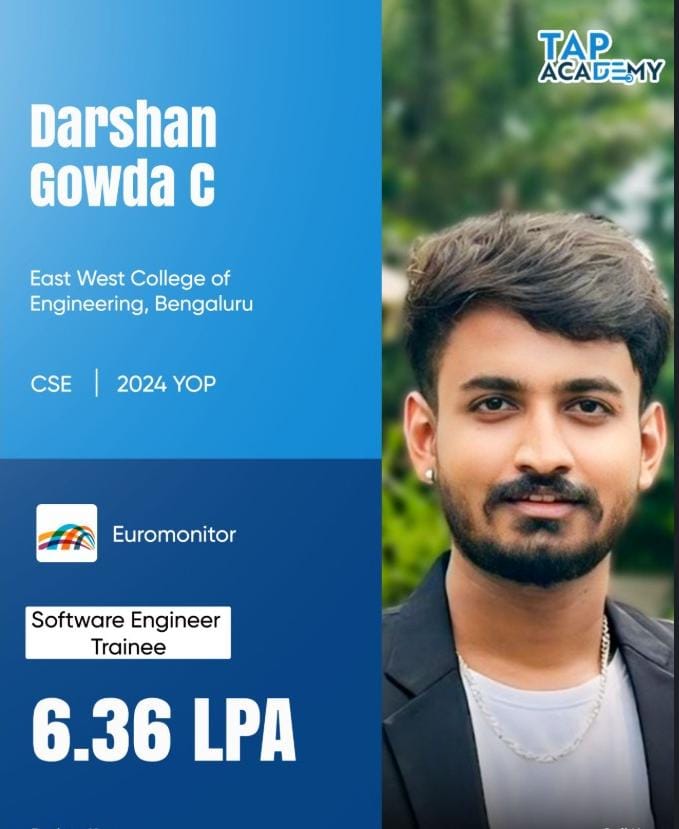 TAP
ACADEMY
Darshan
Gowda C
East West College of
Engineering, Bengaluru
CSE | 2024 YOP
Euromonitor
Software Engineer
Trainee
6.36 LPA